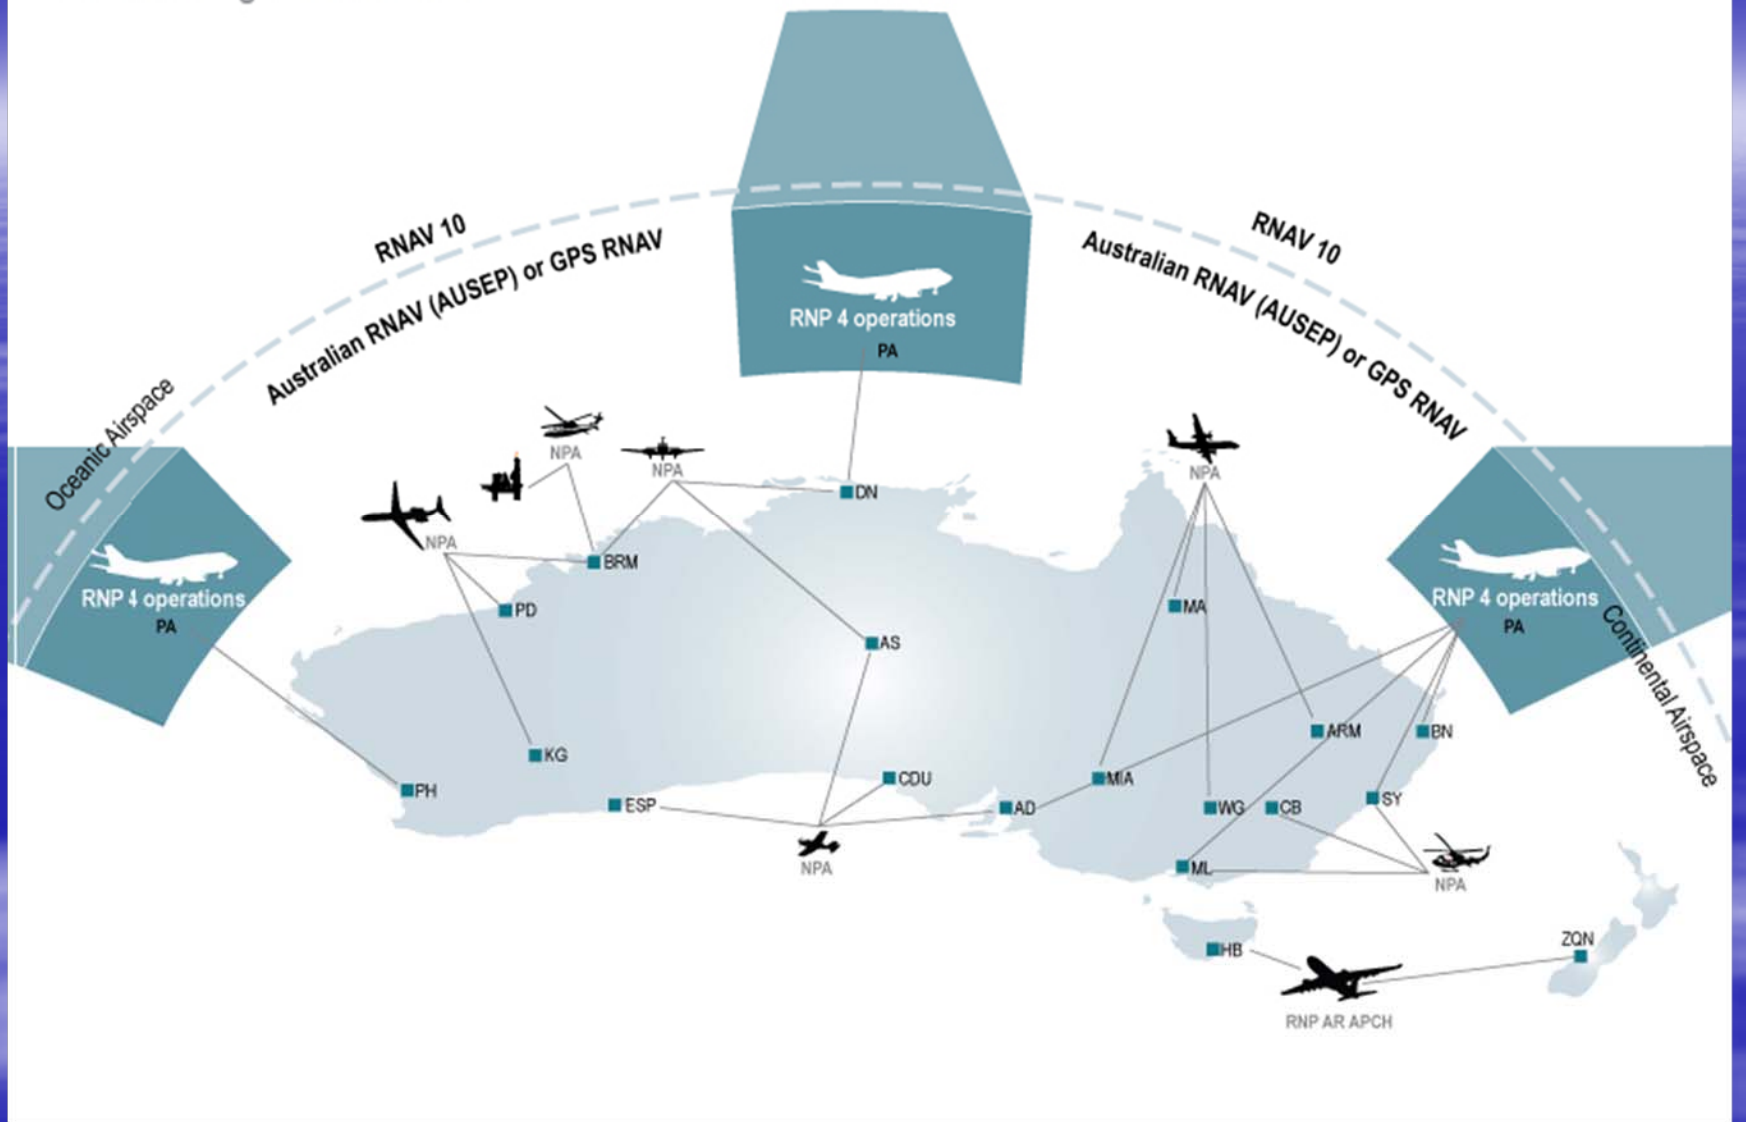 RNAV 10
RNAV 10
Australian RNAV (AUSEP) or GPS RNAV
Australian RNAV (AUSEP) or GPS RNAV
RNP 4 operations
PA
Oceanic Airspace
NPA
NPA
NPA
DN
NPA
BRM
RNP 4 operations
PA
PD
MA
RNP 4 operations
PA
Continental Airspace
AS
ARM
BN
KG
CDU
MIA
PH
ESP
AD
WG
CB
SY
NPA
ML
NPA
HB
ZQN
RNP AR APCH